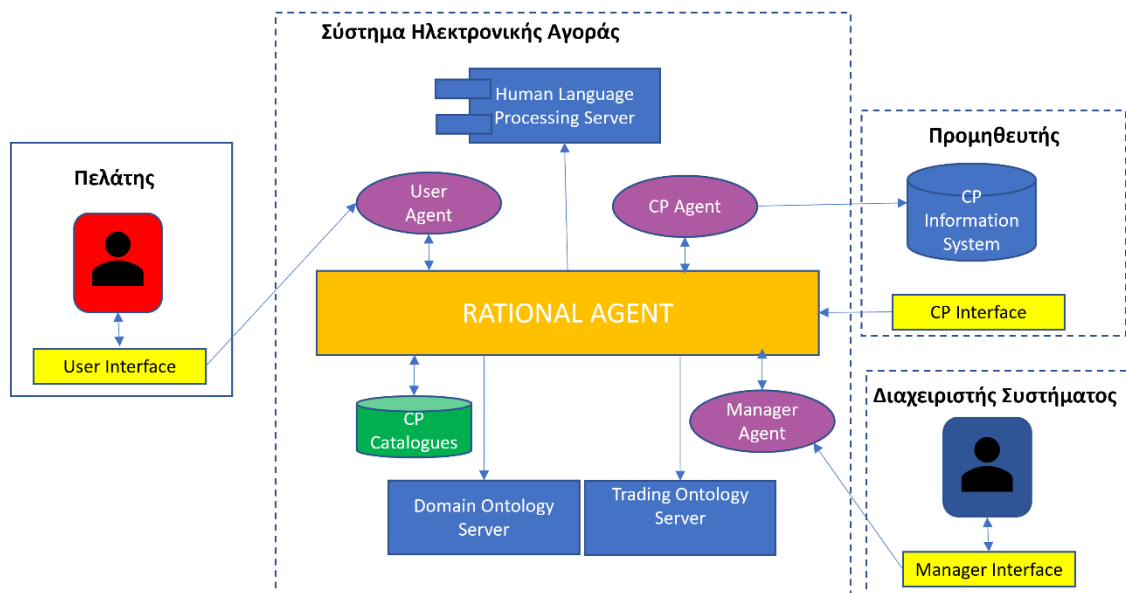 Σύστημα Ηλεκτρονικής Αγοράς
Human Language
Processing Server
Πελάτης
User
Agent
CP Agent
Προμηθευτής
CP
Information
System
RATIONAL AGENT
CP Interface
User Interface
CP
Catalogues
Manager
Agent
Διαχειριστής Συστήματος
Domain Ontology
Server
Trading Ontology
Server
Manager Interface